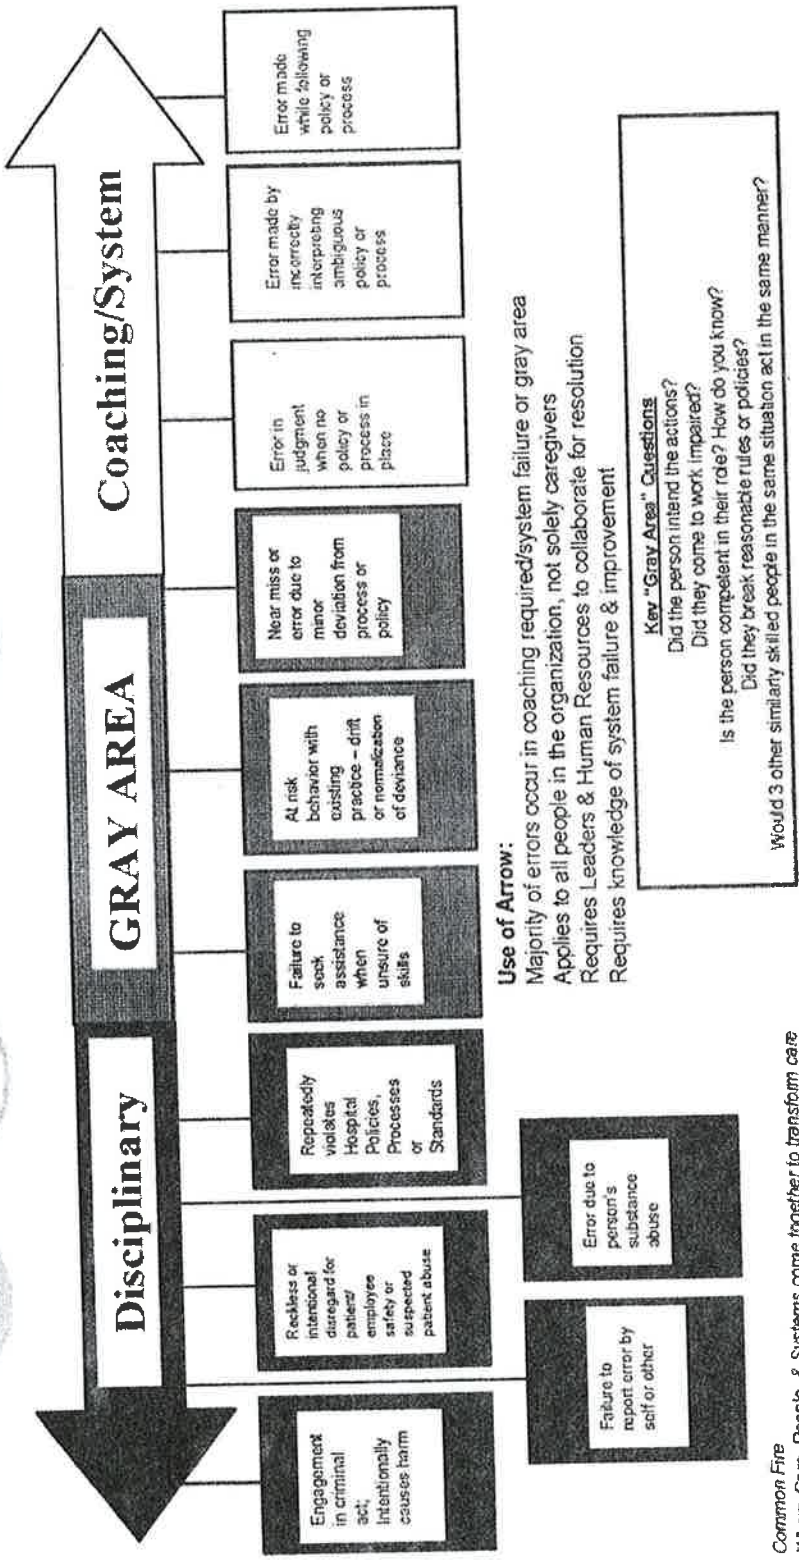 Disciplinary
GRAY AREA
Coaching/System
Engagement
in criminal
act;
Intentionally
causes harm
Reckless or
intentional
disregard for
patient/
employee
safety or
suspected
patient abuse
Repeatedly
violates
Hospital
Policies,
Processes
or
Standards
Failure to
seek
assistance
when
unsure of
skills
At risk
behavior with
existing
practice – drift
or normalization
of deviance
Near miss or
error due to
minor
deviation from
process or
policy
Error in
judgment
when no
policy or
process in
place
Error made by
incorrectly
interpreting
ambiguous
policy or
process
Error made
while following
policy or
process
Failure to
report error by
self or other
Error due to
person's
substance
abuse
Use of Arrow:
Majority of errors occur in coaching required/system failure or gray area
Applies to all people in the organization, not solely caregivers
Requires Leaders & Human Resources to collaborate for resolution
Requires knowledge of system failure & improvement
Key "Gray Area" Questions
Did the person intend the actions?
Did they come to work impaired?
Is the person competent in their role? How do you know?
Did they break reasonable rules or policies?
Would 3 other similarly skilled people in the same situation act in the same manner?
Common Fire
Where Care, People, & Systems come together to transform care